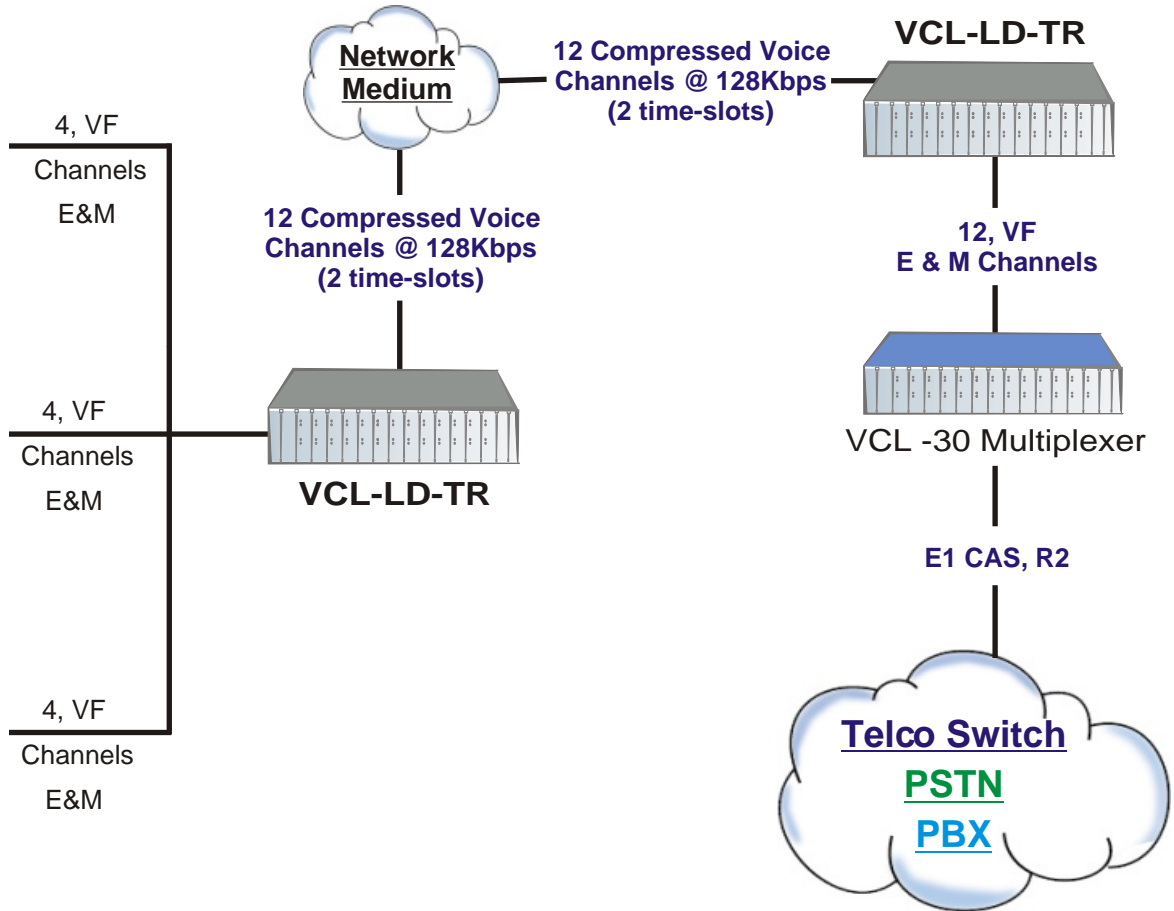 4, VF
Channels
E&M
4, VF
Channels
E&M
4, VF
Channels
E&M
VCL-LD-TR
12 Compressed Voice
Channels @ 128Kbps
(2 time-slots)
Network
Medium
12 Compressed Voice
Channels @ 128Kbps
(2 time-slots)
VCL-LD-TR
12, VF
E & M Channels
VCL -30 Multiplexer
E1 CAS, R2
Telco Switch
PSTN
PBX